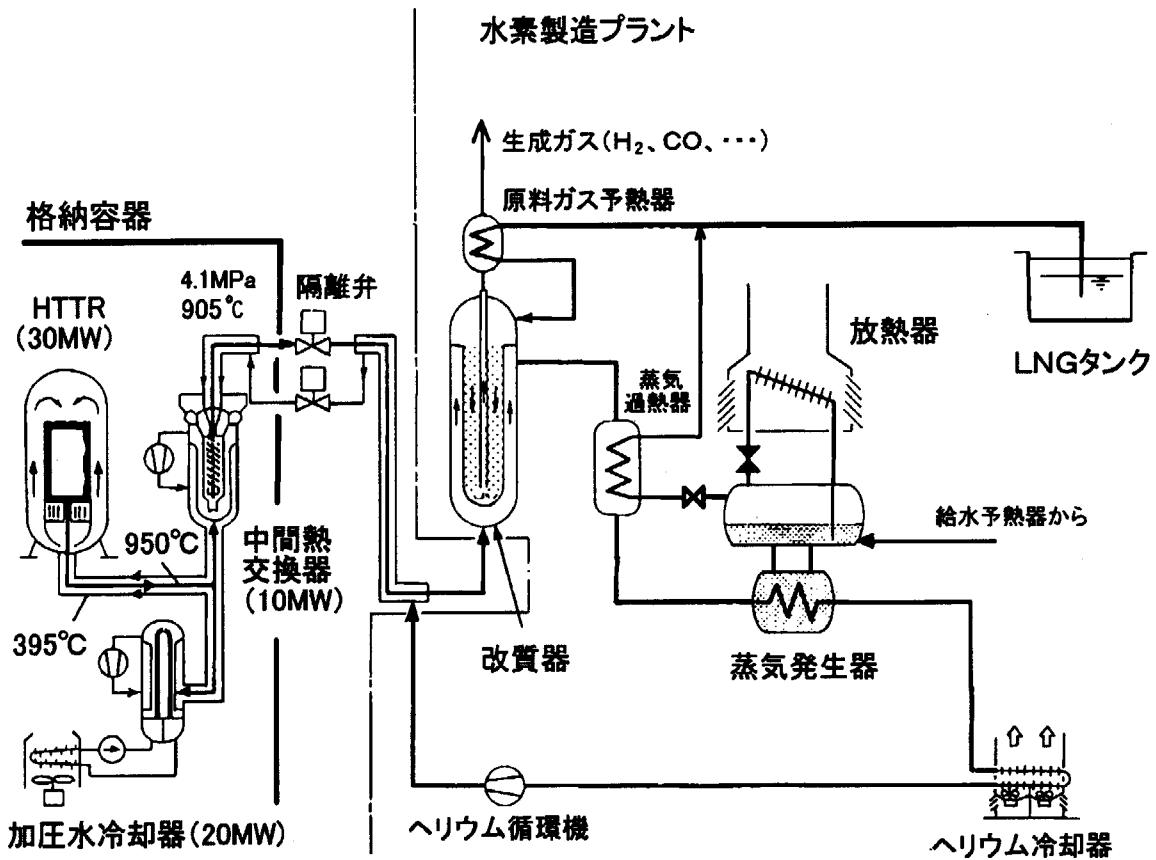 水素製造プラント
生成ガス(H₂、CO、･･･)
原料ガス予熱器
格納容器
4.1MPa
905℃
隔離弁
HTTR
(30MW)
放熱器
LNGタンク
蒸気
過熱器
給水予熱器から
950℃
中間熱
交換器
(10MW)
395℃
改質器
蒸気発生器
加圧水冷却器(20MW)
ヘリウム循環機
ヘリウム冷却器